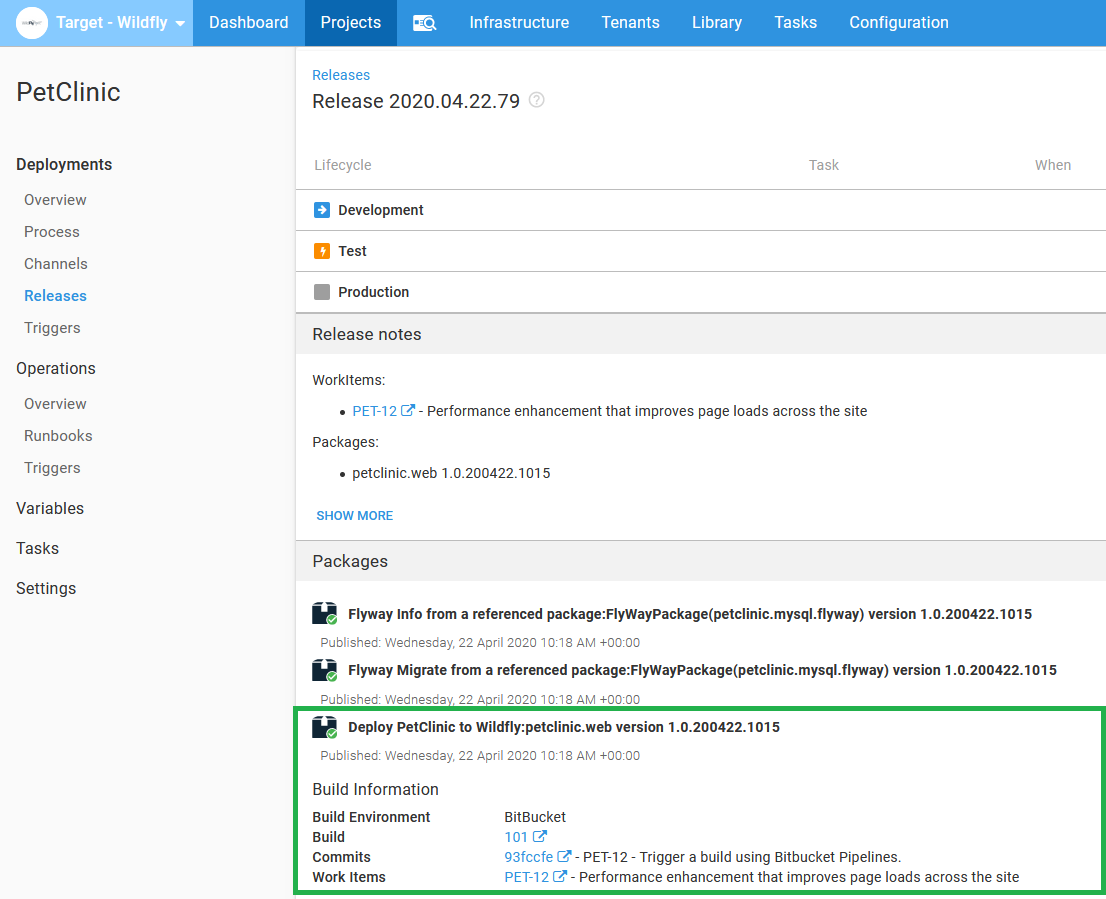 Target - Wildfly
Dashboard
Projects
Infrastructure
Tenants
Library
Tasks
Configuration
PetClinic
Deployments
Overview
Process
Channels
Releases
Triggers
Operations
Overview
Runbooks
Triggers
Variables
Tasks
Settings
Releases
Release 2020.04.22.79 ?
Lifecycle Task When
Development
Test
Production
Release notes
WorkItems:
• PET-12 - Performance enhancement that improves page loads across the site
Packages:
• petclinic.web 1.0.200422.1015
SHOW MORE
Packages
Flyway Info from a referenced package:FlyWayPackage(petclinic.mysql.flyway) version 1.0.200422.1015
Published: Wednesday, 22 April 2020 10:18 AM +00:00
Flyway Migrate from a referenced package:FlyWayPackage(petclinic.mysql.flyway) version 1.0.200422.1015
Published: Wednesday, 22 April 2020 10:18 AM +00:00
Deploy PetClinic to Wildfly:petclinic.web version 1.0.200422.1015
Published: Wednesday, 22 April 2020 10:18 AM +00:00
Build Information
Build Environment BitBucket
Build 101
Commits 93fccfe - PET-12 - Trigger a build using Bitbucket Pipelines.
Work Items PET-12 - Performance enhancement that improves page loads across the site